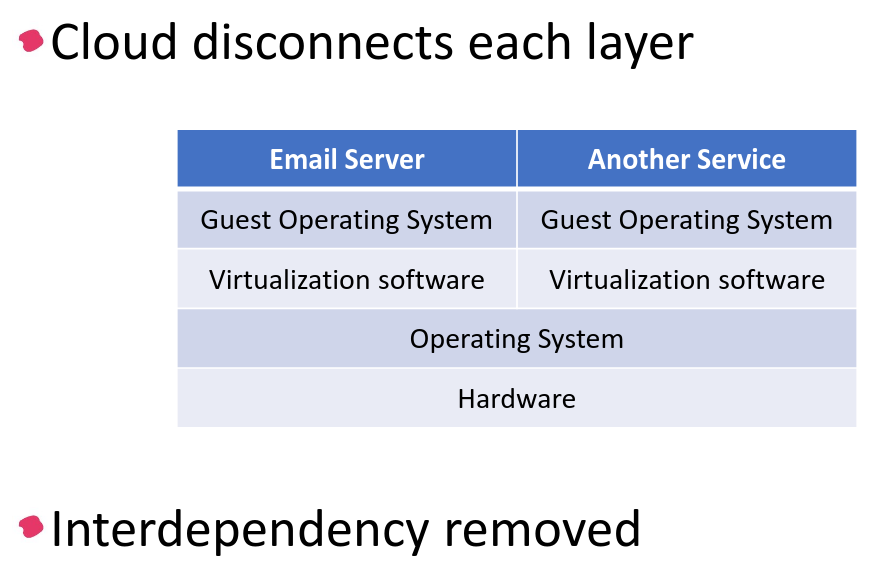 Cloud disconnects each layer
Email Server Another Service
Guest Operating System Guest Operating System
Virtualization software Virtualization software
Operating System
Hardware
Interdependency removed